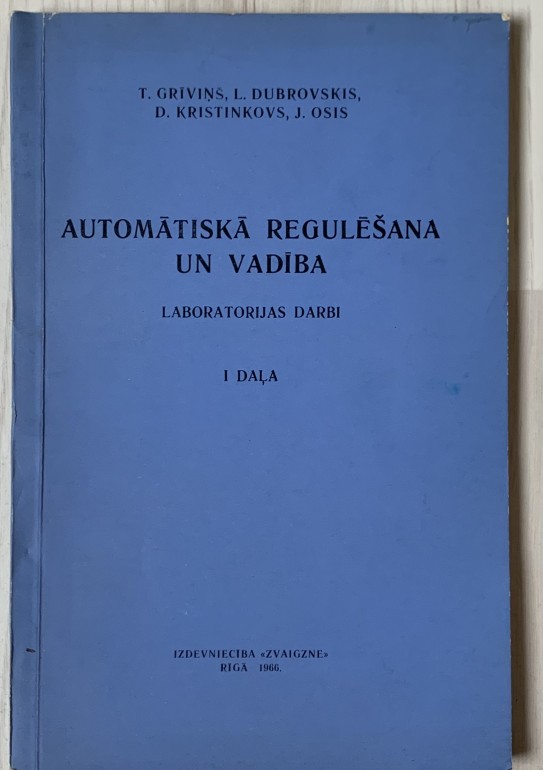 T. GRĪVIŅŠ, L. DUBROVSKIS,
D. KRISTINKOVS, J. OSIS
AUTOMĀTISKĀ REGULĒŠANA
UN VADĪBA
LABORATORIJAS DARBI
I DAĻA
IZDEVNIECĪBA «ZVAIGZNE»
RĪGĀ 1966.